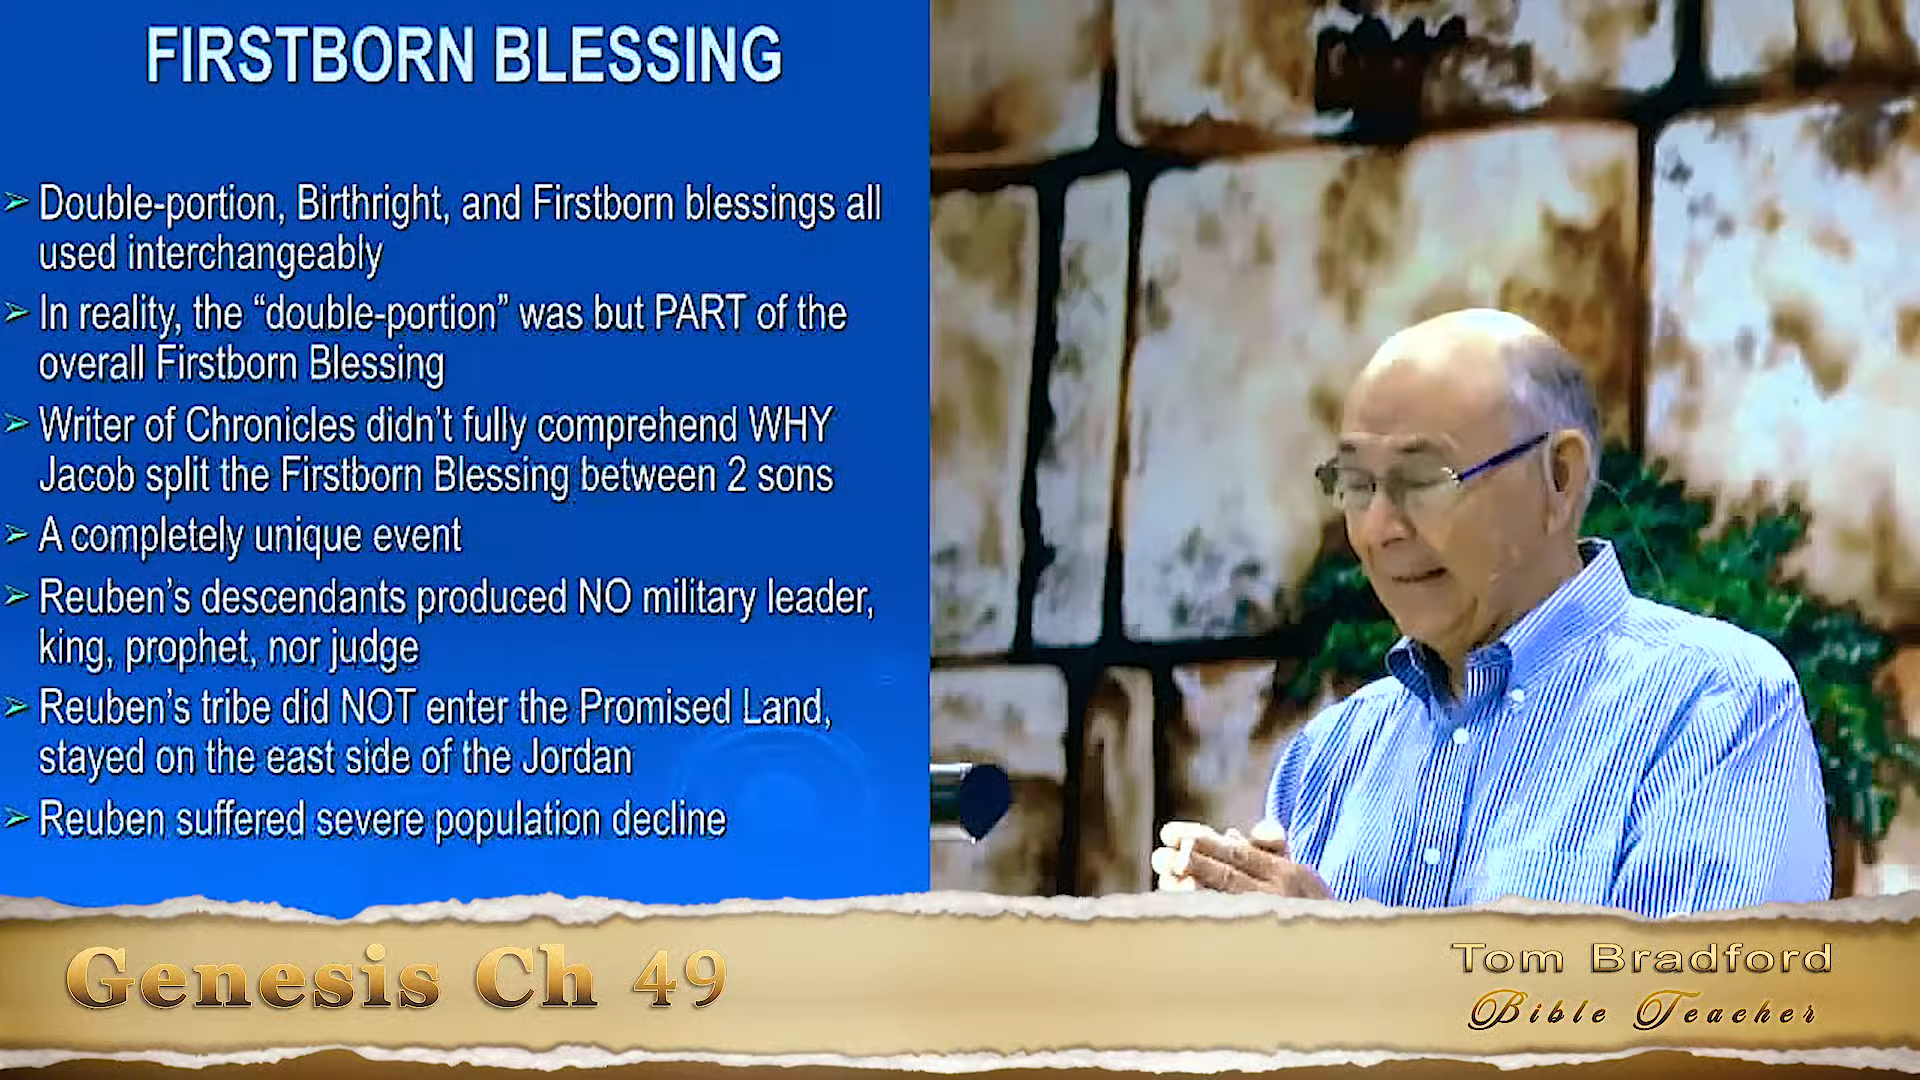 FIRSTBORN BLESSING
➢ Double-portion, Birthright, and Firstborn blessings all
used interchangeably
➢ In reality, the “double-portion” was but PART of the
overall Firstborn Blessing
➢ Writer of Chronicles didn’t fully comprehend WHY
Jacob split the Firstborn Blessing between 2 sons
➢ A completely unique event
➢ Reuben’s descendants produced NO military leader,
king, prophet, nor judge
➢ Reuben’s tribe did NOT enter the Promised Land,
stayed on the east side of the Jordan
➢ Reuben suffered severe population decline
Genesis Ch 49
Tom Bradford
Bible Teacher